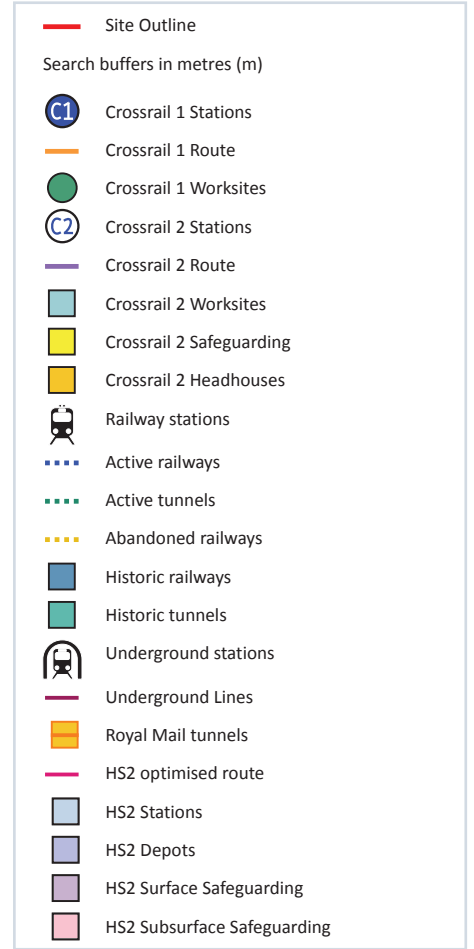 Site Outline
Search buffers in metres (m)
C1 Crossrail 1 Stations
Crossrail 1 Route
Crossrail 1 Worksites
C2 Crossrail 2 Stations
Crossrail 2 Route
Crossrail 2 Worksites
Crossrail 2 Safeguarding
Crossrail 2 Headhouses
Railway stations
Active railways
Active tunnels
Abandoned railways
Historic railways
Historic tunnels
Underground stations
Underground Lines
Royal Mail tunnels
HS2 optimised route
HS2 Stations
HS2 Depots
HS2 Surface Safeguarding
HS2 Subsurface Safeguarding